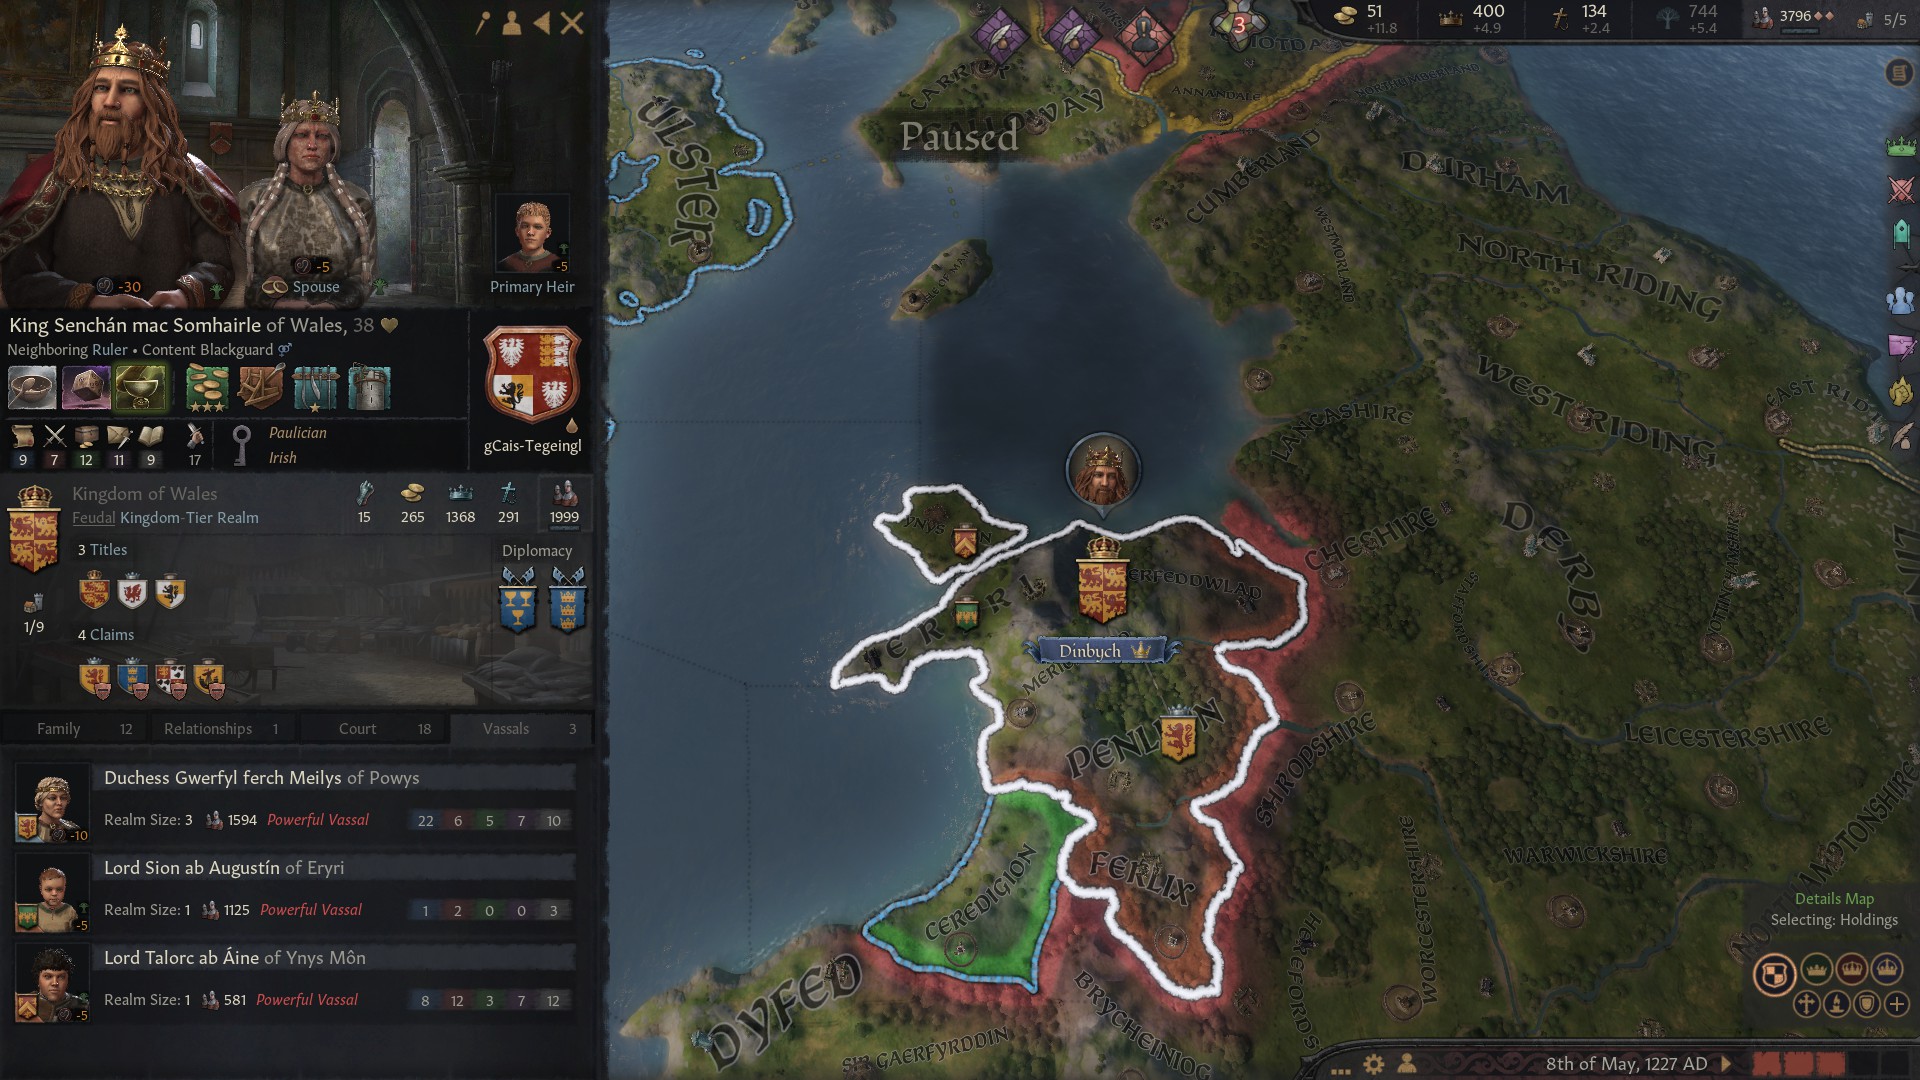 51
+11.8
400
+4.9
134
+2.4
744
+5.4
3796
5/5
3
Paused
-30
-5
Spouse
-5
Primary Heir
King Senchán mac Somhairle of Wales, 38
Neighboring Ruler • Content Blackguard
9 7 12 11 9 17
Paulician
Irish
gCais-Tegeingl
Kingdom of Wales
Feudal Kingdom-Tier Realm
15 265 1368 291 1999
3 Titles
Diplomacy
1/9
4 Claims
Family 12
Relationships 1
Court 18
Vassals 3
Duchess Gwerfyl ferch Meilys of Powys
Realm Size: 3 1594 Powerful Vassal 22 6 5 7 10
-10
Lord Sion ab Augustín of Eryri
Realm Size: 1 1125 Powerful Vassal 1 2 0 0 3
-5
Lord Talorc ab Áine of Ynys Môn
Realm Size: 1 581 Powerful Vassal 8 12 3 7 12
-5
ULSTER
ANNANDALE
NORTHUMBERLAND
CUMBERLAND
DURHAM
WESTMORLAND
NORTH RIDING
ISLE OF MAN
WEST RIDING
LANCASHIRE
CHESHIRE
DERBY
NOTTINGHAMSHIRE
Dinbych
PENLLYN
SHROPSHIRE
LEICESTERSHIRE
WARWICKSHIRE
WORCESTERSHIRE
FERLIX
CEREDIGION
DYFED
SIR GAERFYRDDIN
BRYCHEINIOG
Details Map
Selecting: Holdings
8th of May, 1227 AD